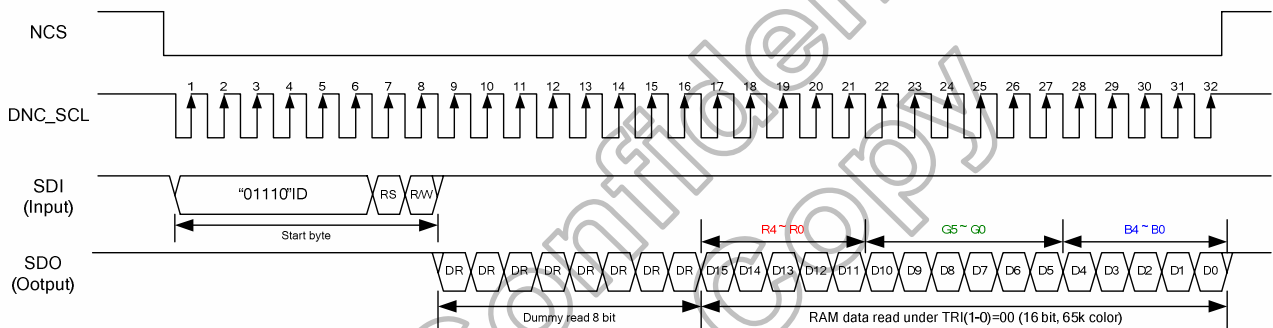 NCS
DNC_SCL
1 2 3 4 5 6 7 8 9 10 11 12 13 14 15 16 17 18 19 20 21 22 23 24 25 26 27 28 29 30 31 32
SDI
(Input)
"01110"ID RS R/W
Start byte
R4 ~ R0 G5 ~ G0 B4 ~ B0
SDO
(Ootput)
DR DR DR DR DR DR DR DR D15 D14 D13 D12 D11 D10 D9 D8 D7 D6 D5 D4 D3 D2 D1 D0
Dummy read 8 bit RAM data read under TRI(1-0)=00 (16 bit, 65k color)
Copy